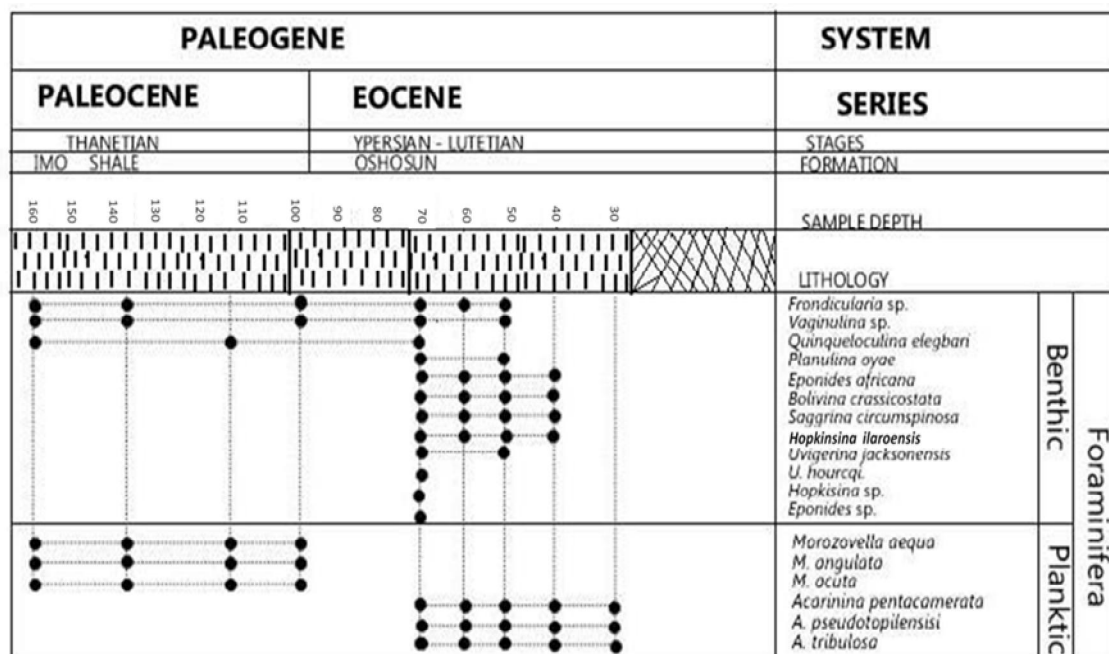 PALEOGENE SYSTEM
PALEOCENE EOCENE SERIES
THANETIAN YPERSIAN - LUTETIAN STAGES
IMO SHALE OSHOSUN FORMATION
160 150 140 130 120 110 100 90 80 70 60 50 40 30 SAMPLE DEPTH
LITHOLOGY
Frondicularia sp.
Vaginulina sp.
Quinqueloculina elegbari
Planulina oyae
Eponides africana
Bolivina crassicostata
Saggrina circumspinosa
Hopkinsina ilaroensis
Uvigerina jacksonensis
U. hourcqi.
Hopkisina sp.
Eponides sp.
Benthic
Morozovella aequa
M. angulata
M. acuta
Acarinina pentacamerata
A. pseudotopilensisi
A. tribulosa
Planktic
Foraminifera